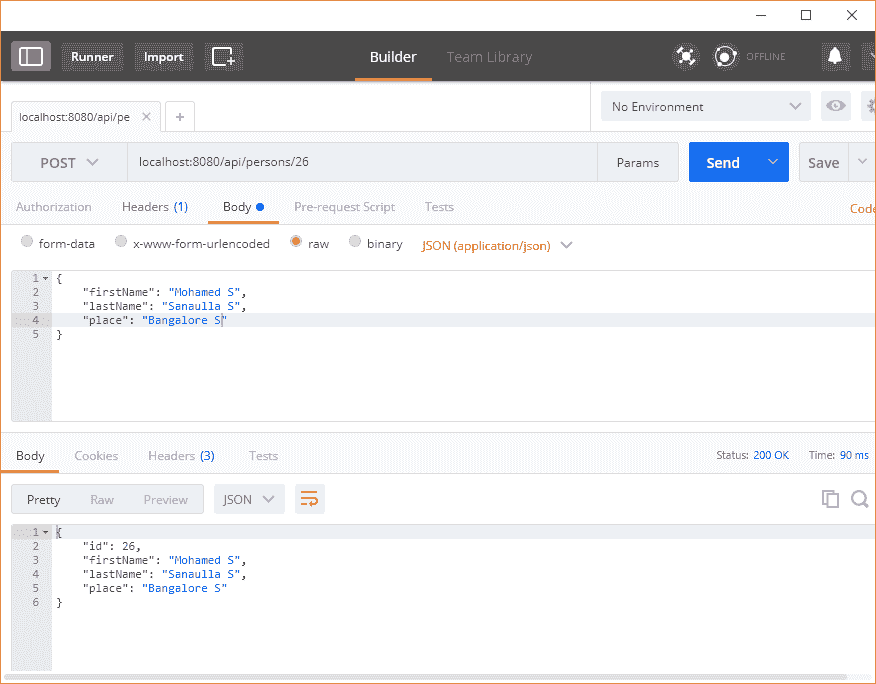 Runner Import Builder Team Library OFFLINE
localhost:8080/api/pe × + No Environment
POST localhost:8080/api/persons/26 Params Send Save
Authorization Headers (1) Body Pre-request Script Tests Code
form-data x-www-form-urlencoded raw binary JSON (application/json)
1 {
2 "firstName": "Mohamed S",
3 "lastName": "Sanaulla S",
4 "place": "Bangalore S"
5 }
Body Cookies Headers (3) Tests Status: 200 OK Time: 90 ms
Pretty Raw Preview JSON
1 {
2 "id": 26,
3 "firstName": "Mohamed S",
4 "lastName": "Sanaulla S",
5 "place": "Bangalore S"
6 }